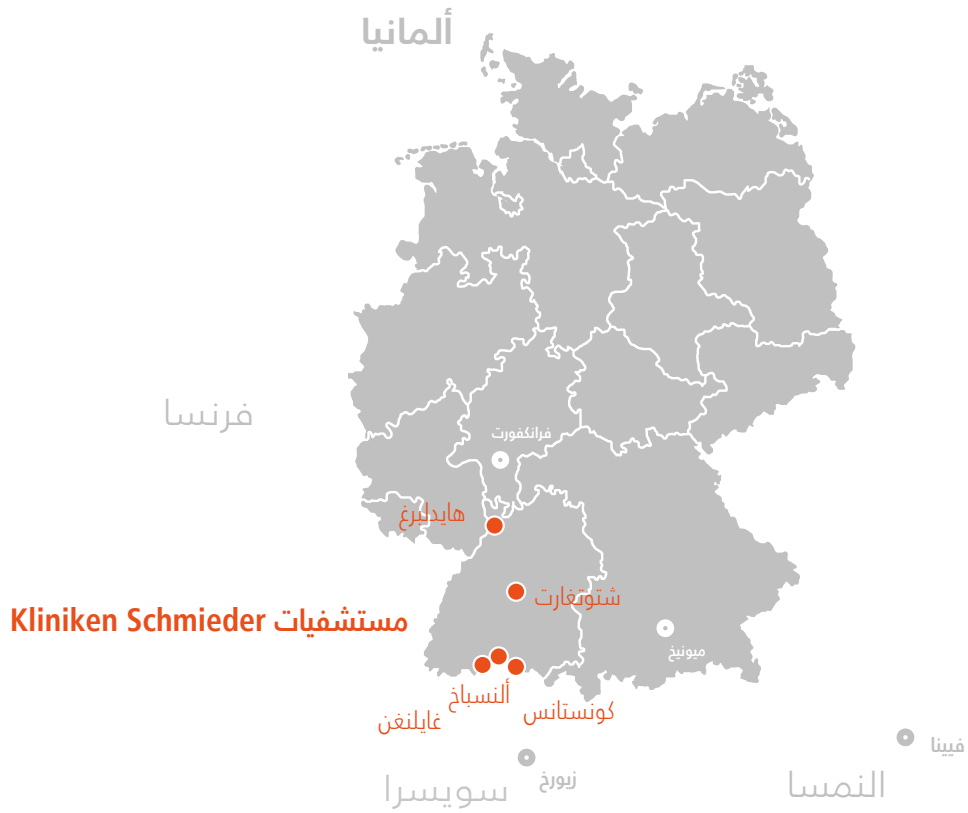 ألمانيا
فرنسا
فرانكفورت
هايدلبرغ
شتوتغارت
مستشفيات Kliniken Schmieder
ميونيخ
ألنسباخ
غايلنغن
كونستانس
فيينا
زيورخ
سويسرا
النمسا